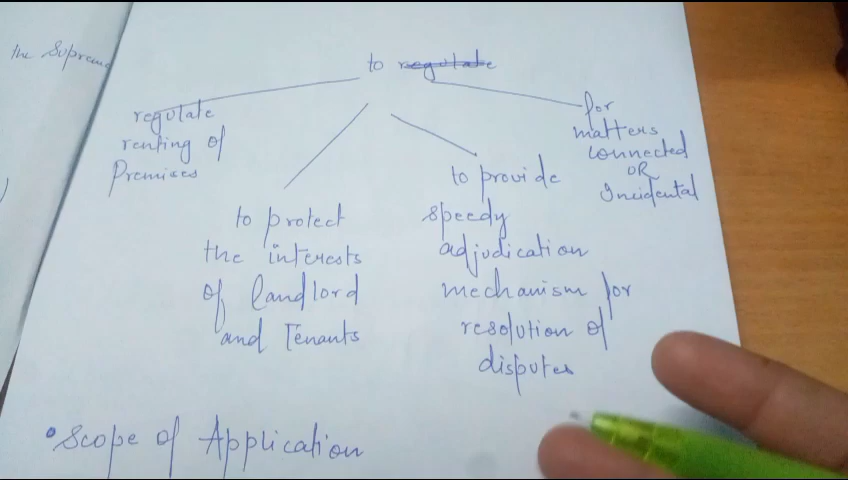 the Supreme
to regulate
regulate
renting of
Premises
to protect
the interests
of landlord
and Tenants
to provide
speedy
adjudication
mechanism for
resolution of
disputes
for
matters
connected
OR
Incidental
• Scope of Application